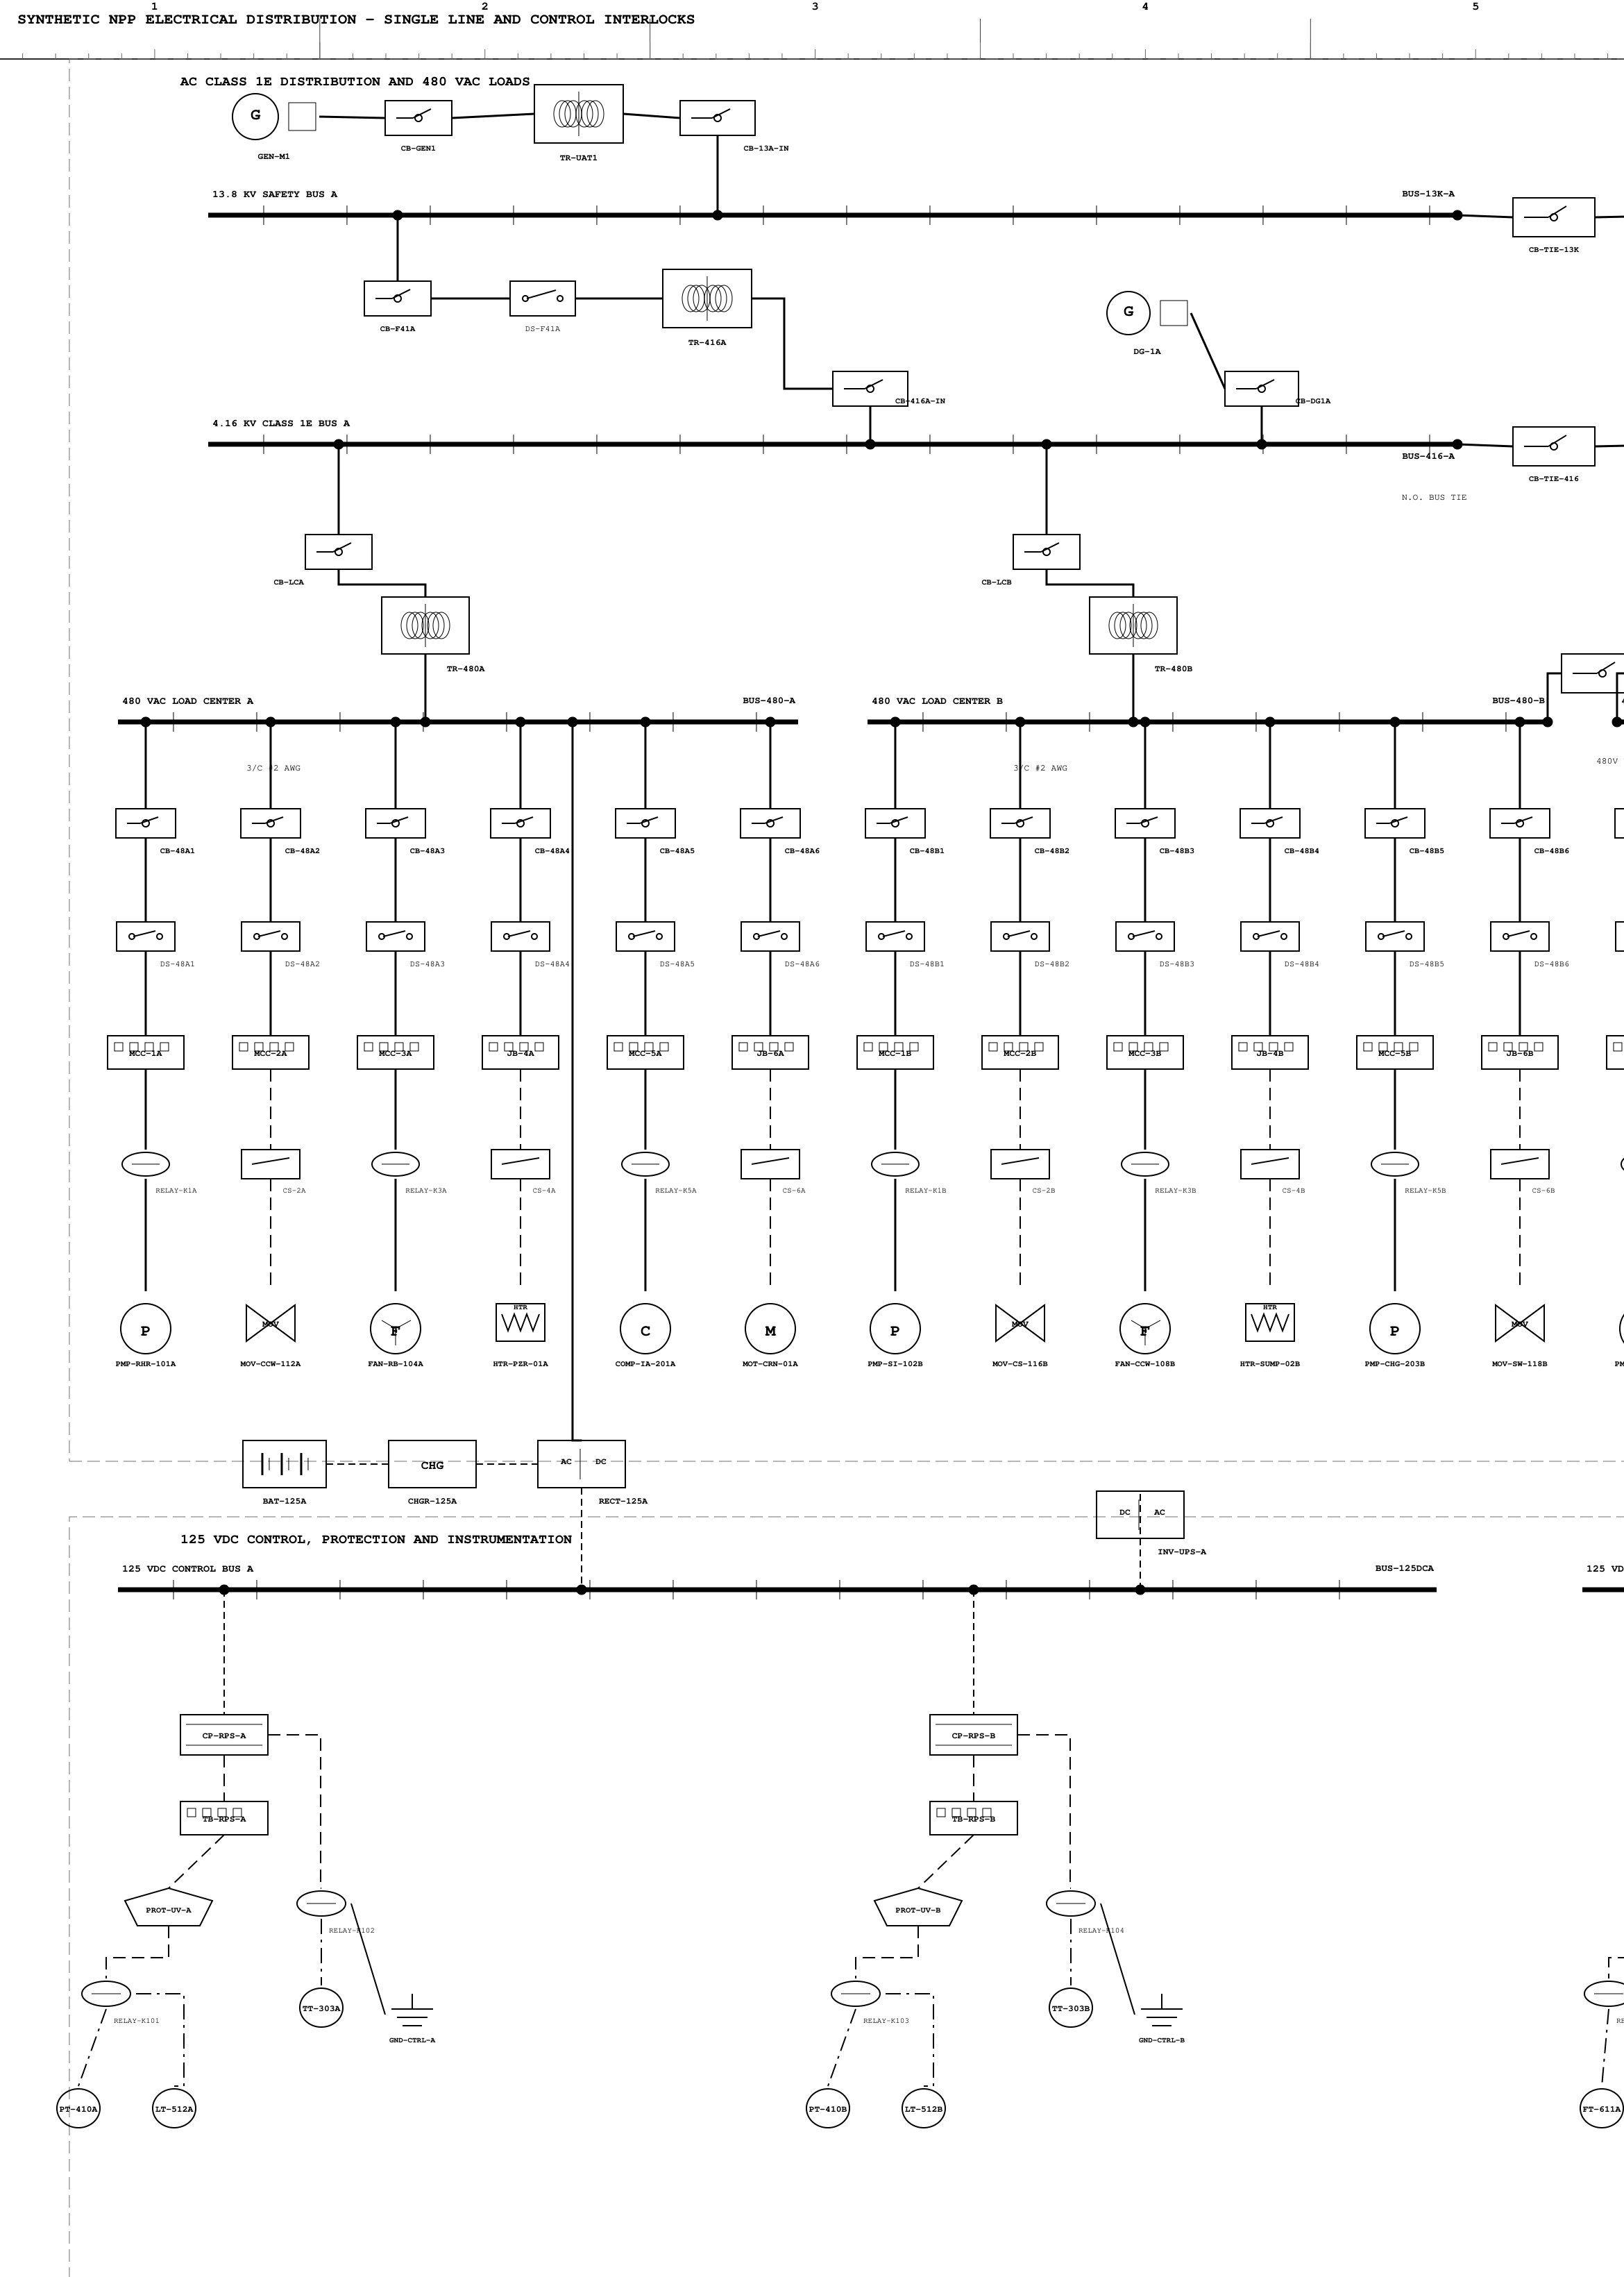 1 2 3 4 5
SYNTHETIC NPP ELECTRICAL DISTRIBUTION — SINGLE LINE AND CONTROL INTERLOCKS
AC CLASS 1E DISTRIBUTION AND 480 VAC LOADS
G
GEN-M1
CB-GEN1
TR-UAT1
CB-13A-IN
13.8 KV SAFETY BUS A
BUS-13K-A
CB-TIE-13K
CB-F41A
DS-F41A
TR-416A
G
DG-1A
CB-416A-IN
CB-DG1A
4.16 KV CLASS 1E BUS A
BUS-416-A
CB-TIE-416
N.O. BUS TIE
CB-LCA
CB-LCB
TR-480A
TR-480B
480 VAC LOAD CENTER A
BUS-480-A
480 VAC LOAD CENTER B
BUS-480-B
3/C #2 AWG
3/C #2 AWG
480V
CB-48A1 CB-48A2 CB-48A3 CB-48A4 CB-48A5 CB-48A6 CB-48B1 CB-48B2 CB-48B3 CB-48B4 CB-48B5 CB-48B6
DS-48A1 DS-48A2 DS-48A3 DS-48A4 DS-48A5 DS-48A6 DS-48B1 DS-48B2 DS-48B3 DS-48B4 DS-48B5 DS-48B6
MCC-1A MCC-2A MCC-3A JB-4A MCC-5A JB-6A MCC-1B MCC-2B MCC-3B JB-4B MCC-5B JB-6B
RELAY-K1A CS-2A RELAY-K3A CS-4A RELAY-K5A CS-6A RELAY-K1B CS-2B RELAY-K3B CS-4B RELAY-K5B CS-6B
HTR HTR
P MOV F C M P MOV F P MOV
PMP-RHR-101A MOV-CCW-112A FAN-RB-104A HTR-PZR-01A COMP-IA-201A MOT-CRN-01A PMP-SI-102B MOV-CS-116B FAN-CCW-108B HTR-SUMP-02B PMP-CHG-203B MOV-SW-118B
CHG
AC DC
BAT-125A
CHGR-125A
RECT-125A
DC AC
INV-UPS-A
125 VDC CONTROL, PROTECTION AND INSTRUMENTATION
125 VDC CONTROL BUS A
BUS-125DCA
125 VD
CP-RPS-A
CP-RPS-B
TB-RPS-A
TB-RPS-B
PROT-UV-A
PROT-UV-B
RELAY-K102
RELAY-K104
TT-303A
TT-303B
RELAY-K101
RELAY-K103
GND-CTRL-A
GND-CTRL-B
PT-410A
LT-512A
PT-410B
LT-512B
FT-611A